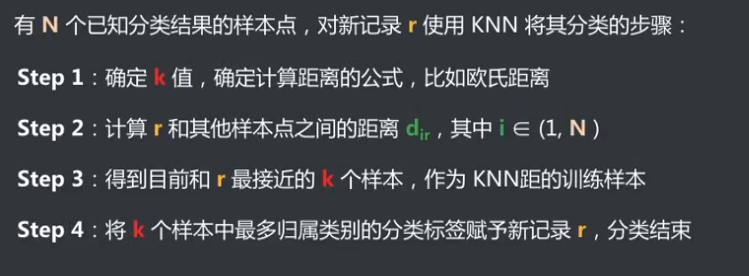 有 N 个已知分类结果的样本点，对新记录 r 使用 KNN 将其分类的步骤：
Step 1：确定 k 值，确定计算距离的公式，比如欧氏距离
Step 2：计算 r 和其他样本点之间的距离 dir，其中 i ∈ (1, N )
Step 3：得到目前和 r 最接近的 k 个样本，作为 KNN距的训练样本
Step 4：将 k 个样本中最多归属类别的分类标签赋予新记录 r，分类结束